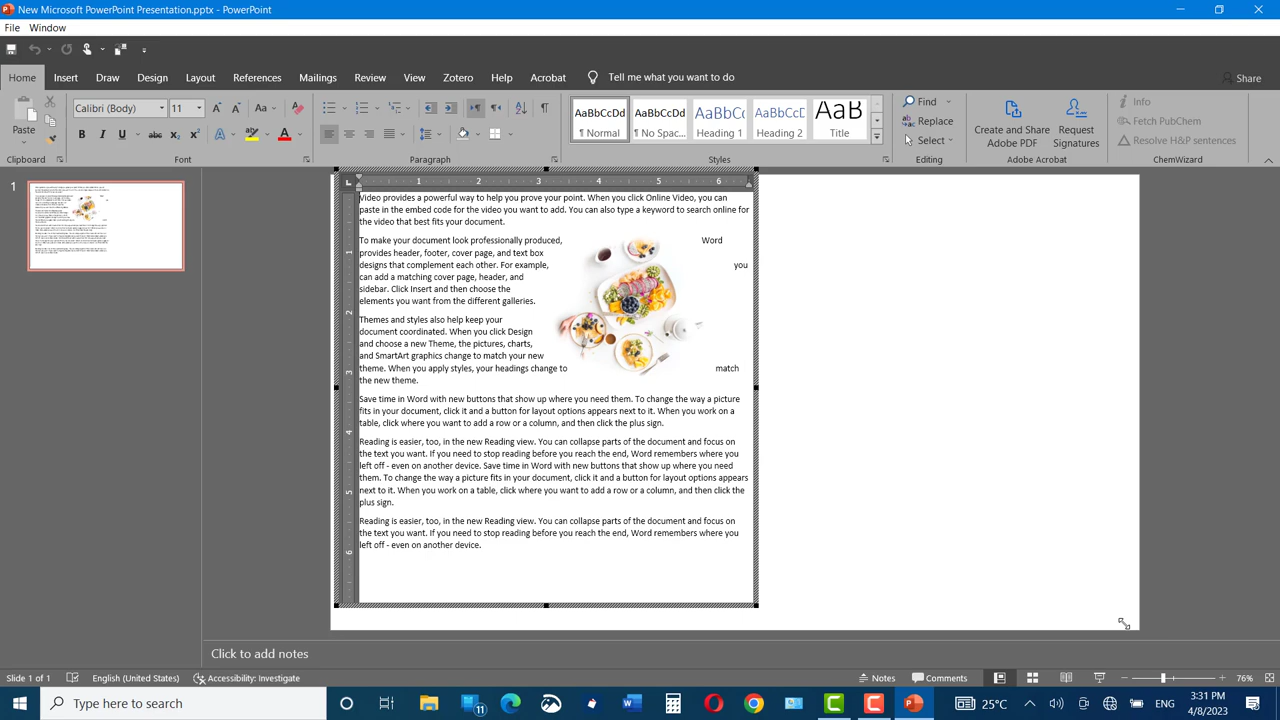 New Microsoft PowerPoint Presentation.pptx - PowerPoint
File Window
Home Insert Draw Design Layout References Mailings Review View Zotero Help Acrobat Tell me what you want to do Share
Paste
Clipboard
Calibri (Body) 11
Font
Paragraph
AaBbCcDd AaBbCcDd AaBbCc AaBbCcD AaB
¶ Normal ¶ No Spac... Heading 1 Heading 2 Title
Styles
Find
Replace
Select
Editing
Create and Share Adobe PDF
Request Signatures
Adobe Acrobat
Info
Fetch PubChem
Resolve H&P sentences
ChemWizard
1
1 2 3 4 5 6
Video provides a powerful way to help you prove your point. When you click Online Video, you can
paste in the embed code for the video you want to add. You can also type a keyword to search online for
the video that best fits your document.
To make your document look professionally produced, Word
provides header, footer, cover page, and text box
designs that complement each other. For example, you
can add a matching cover page, header, and
sidebar. Click Insert and then choose the
elements you want from the different galleries.
Themes and styles also help keep your
document coordinated. When you click Design
and choose a new Theme, the pictures, charts,
and SmartArt graphics change to match your new
theme. When you apply styles, your headings change to match
the new theme.
Save time in Word with new buttons that show up where you need them. To change the way a picture
fits in your document, click it and a button for layout options appears next to it. When you work on a
table, click where you want to add a row or a column, and then click the plus sign.
Reading is easier, too, in the new Reading view. You can collapse parts of the document and focus on
the text you want. If you need to stop reading before you reach the end, Word remembers where you
left off - even on another device. Save time in Word with new buttons that show up where you need
them. To change the way a picture fits in your document, click it and a button for layout options appears
next to it. When you work on a table, click where you want to add a row or a column, and then click the
plus sign.
Reading is easier, too, in the new Reading view. You can collapse parts of the document and focus on
the text you want. If you need to stop reading before you reach the end, Word remembers where you
left off - even on another device.
1
2
3
4
5
6
Click to add notes
Slide 1 of 1 English (United States) Accessibility: Investigate Notes Comments 76%
Type here to search 11 25°C 3:31 PM
4/8/2023